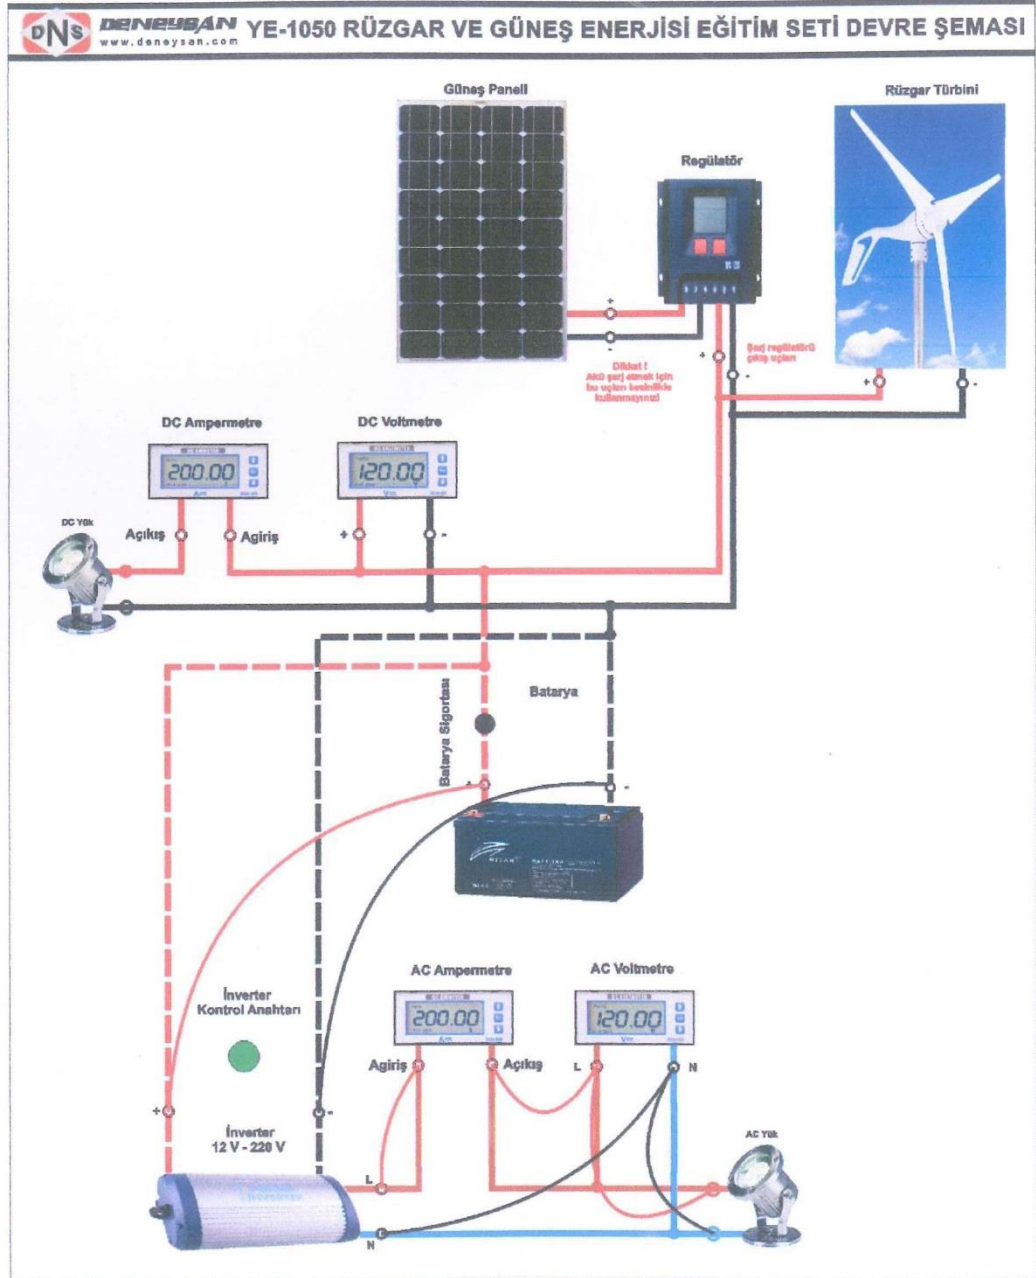 DNS DENEYSAN
www.deneysan.com
YE-1050 RÜZGAR VE GÜNEŞ ENERJİSİ EĞİTİM SETİ DEVRE ŞEMASI
Güneş Paneli
Rüzgar Türbini
Regülatör
+
-
+
-
Şarj regülatörü
çıkış uçları
Dikkat !
Akü şarj etmek için
bu uçları kesinlikle
kullanmayınız!
+
-
DC Ampermetre
DC Voltmetre
200.00
120.00
DC Yük
Açıkış
Agiriş
+
-
Batarya Sigortası
Batarya
+
-
AC Ampermetre
AC Voltmetre
200.00
120.00
İnverter
Kontrol Anahtarı
Agiriş
Açıkış
L
N
+
-
İnverter
12 V - 220 V
AC Yük
L
N